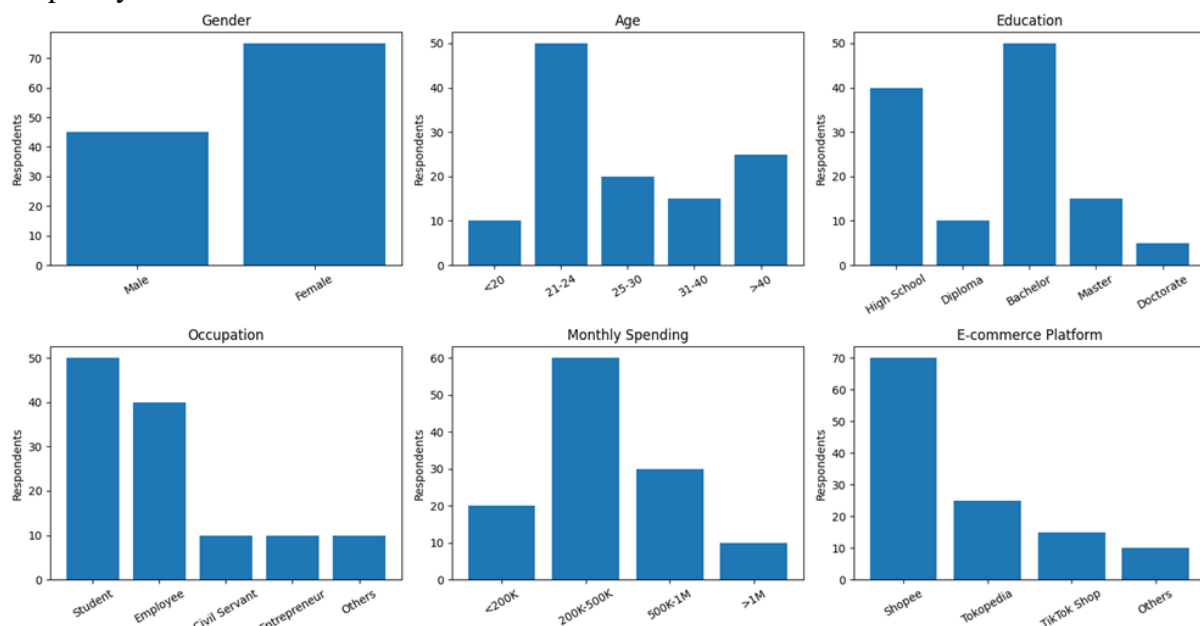 Gender
Respondents
70
60
50
40
30
20
10
0
Male
Female
Age
Respondents
50
40
30
20
10
0
<20
21-24
25-30
31-40
>40
Education
Respondents
50
40
30
20
10
0
High School
Diploma
Bachelor
Master
Doctorate
Occupation
Respondents
50
40
30
20
10
0
Student
Employee
Civil Servant
Entrepreneur
Others
Monthly Spending
Respondents
60
50
40
30
20
10
0
<200K
200K-500K
500K-1M
>1M
E-commerce Platform
Respondents
70
60
50
40
30
20
10
0
Shopee
Tokopedia
TikTok Shop
Others